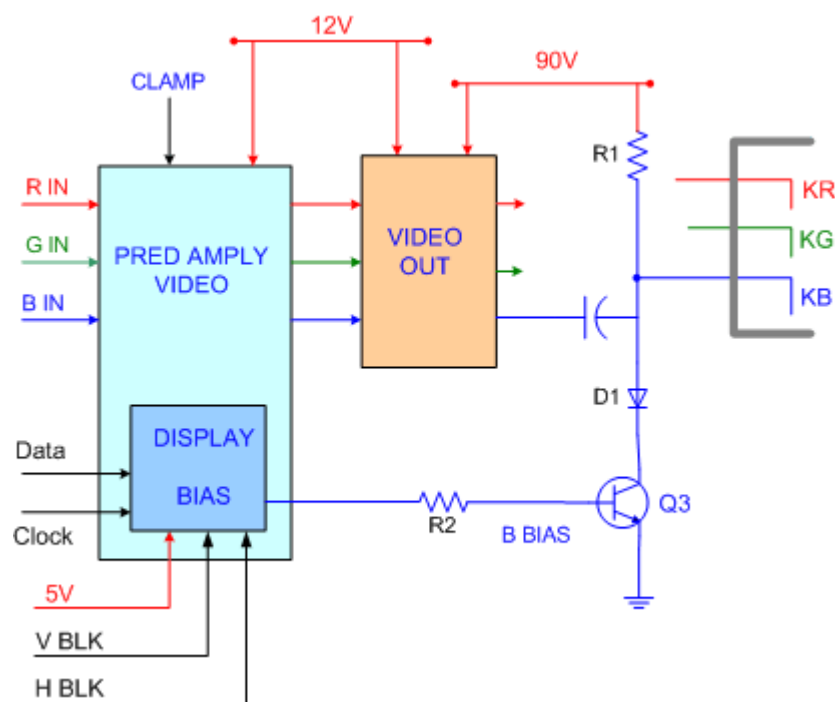 12V
90V
CLAMP
R1
R IN
KR
G IN
PRED AMPLY
VIDEO
VIDEO
OUT
KG
B IN
KB
D1
DISPLAY
BIAS
Data
Clock
R2
B BIAS
Q3
5V
V BLK
H BLK